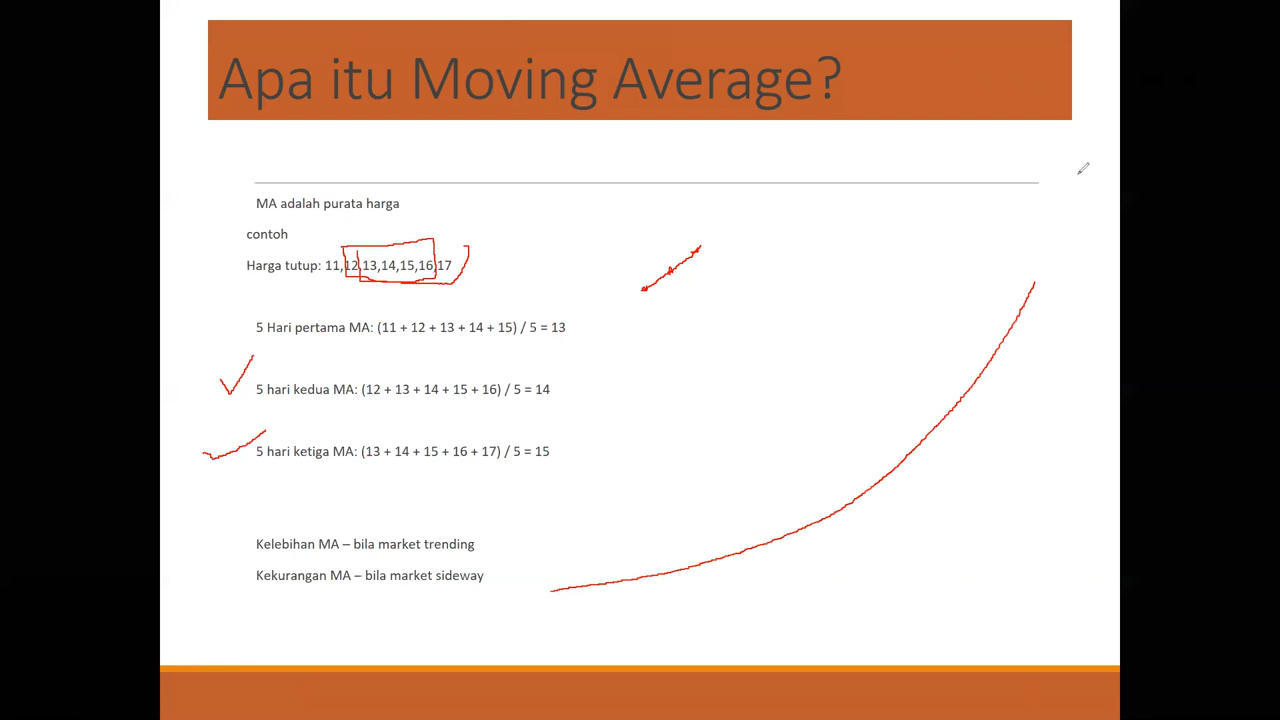 Apa itu Moving Average?
MA adalah purata harga
contoh
Harga tutup: 11,12,13,14,15,16,17
5 Hari pertama MA: (11 + 12 + 13 + 14 + 15) / 5 = 13
5 hari kedua MA: (12 + 13 + 14 + 15 + 16) / 5 = 14
5 hari ketiga MA: (13 + 14 + 15 + 16 + 17) / 5 = 15
Kelebihan MA – bila market trending
Kekurangan MA – bila market sideway